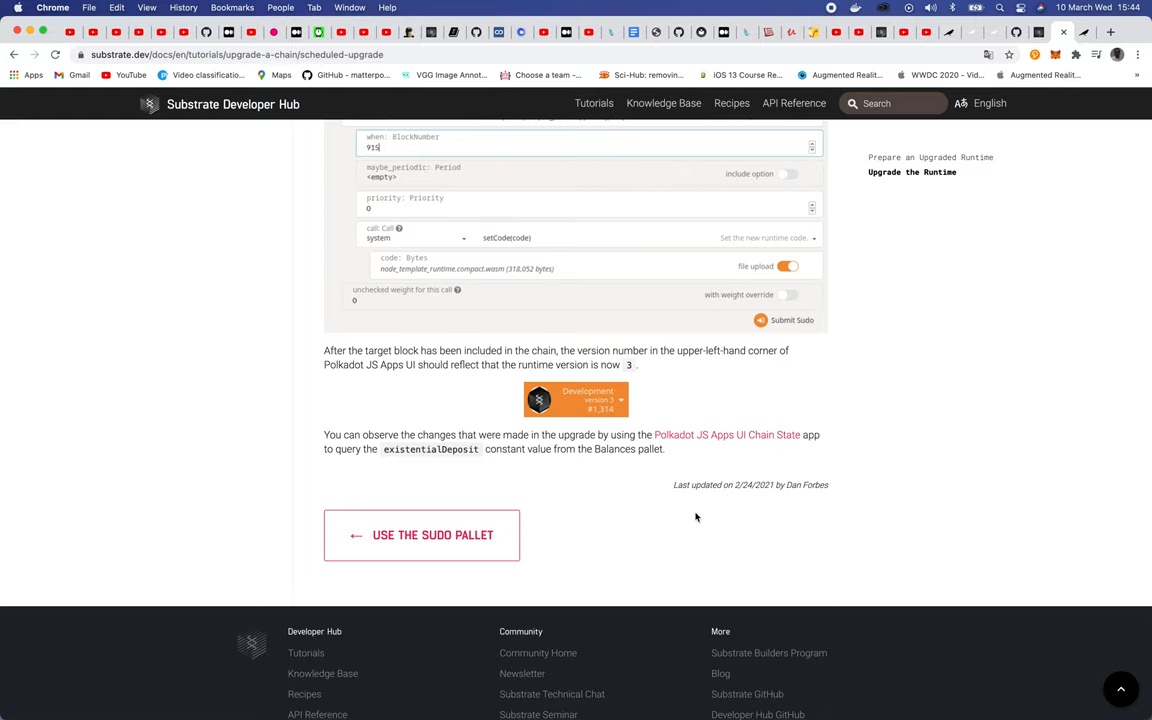 Chrome File Edit View History Bookmarks People Tab Window Help 10 March Wed 15:44
substrate.dev/docs/en/tutorials/upgrade-a-chain/scheduled-upgrade
Apps Gmail YouTube Video classificatio... Maps GitHub - matterpo... VGG Image Annot... Choose a team -... Sci-Hub: removin... iOS 13 Course Re... Augmented Realit... WWDC 2020 - Vid... Augmented Realit... »
Substrate Developer Hub Tutorials Knowledge Base Recipes API Reference Search English
when: BlockNumber
915
maybe_periodic: Period
<empty>
include option
priority: Priority
0
call: Call
system setCode(code) Set the new runtime code.
code: Bytes
node_template_runtime.compact.wasm (318,052 bytes)
file upload
unchecked weight for this call
0
with weight override
Submit Sudo
Prepare an Upgraded Runtime
Upgrade the Runtime
After the target block has been included in the chain, the version number in the upper-left-hand corner of
Polkadot JS Apps UI should reflect that the runtime version is now 3.
Development
version 3
#1,314
You can observe the changes that were made in the upgrade by using the Polkadot JS Apps UI Chain State app
to query the existentialDeposit constant value from the Balances pallet.
Last updated on 2/24/2021 by Dan Forbes
← USE THE SUDO PALLET
Developer Hub
Tutorials
Knowledge Base
Recipes
API Reference
Community
Community Home
Newsletter
Substrate Technical Chat
Substrate Seminar
More
Substrate Builders Program
Blog
Substrate GitHub
Developer Hub GitHub